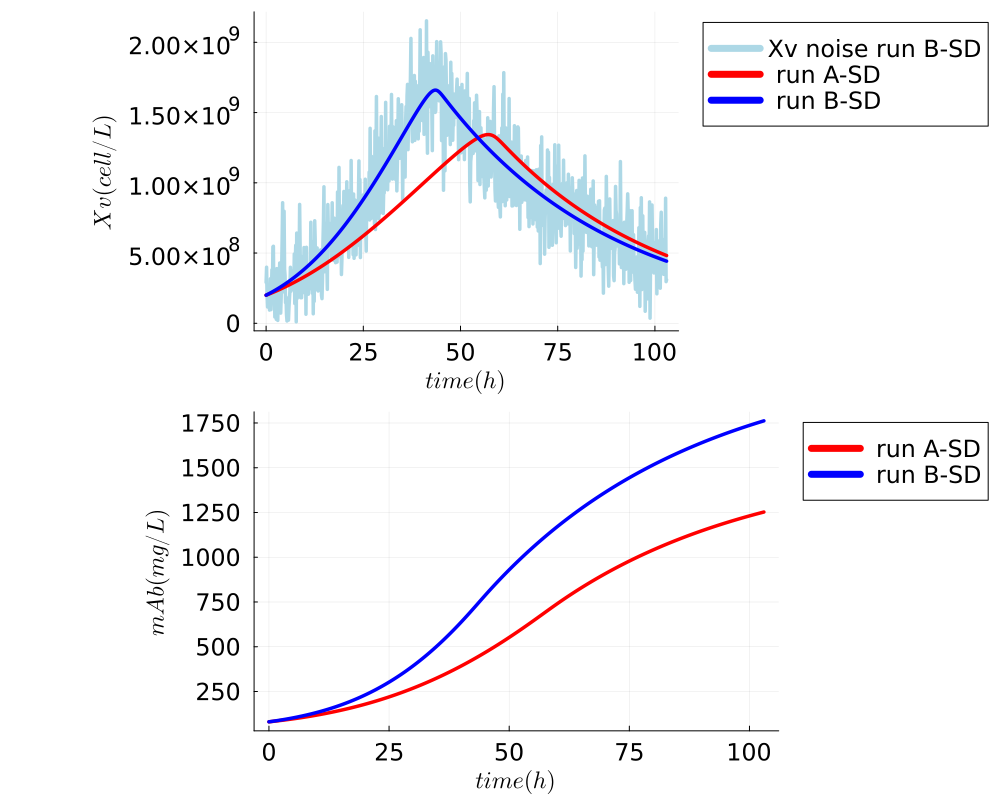 2.00×10⁹
1.50×10⁹
1.00×10⁹
5.00×10⁸
0
Xv(cell/L)
0 25 50 75 100
time(h)
Xv noise run B-SD
run A-SD
run B-SD
1750
1500
1250
1000
750
500
250
mAb(mg/L)
0 25 50 75 100
time(h)
run A-SD
run B-SD